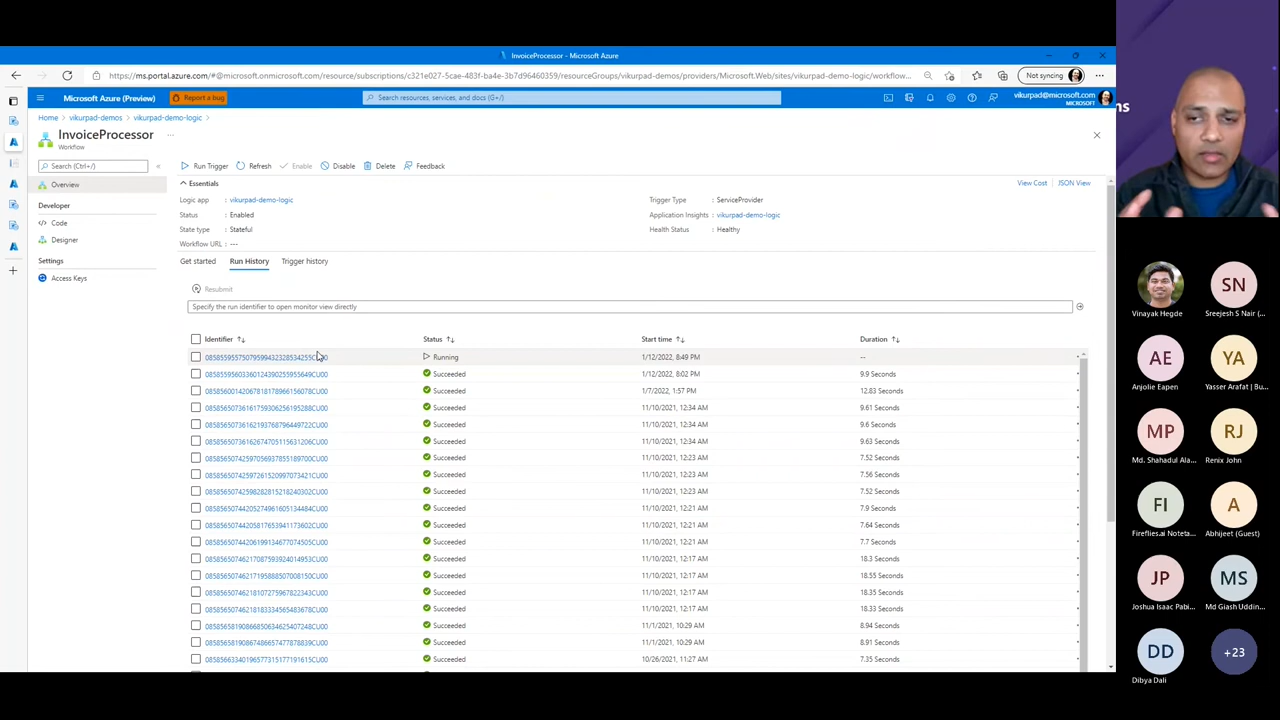 InvoiceProcessor - Microsoft Azure
https://ms.portal.azure.com/#@microsoft.onmicrosoft.com/resource/subscriptions/c321e027-5cae-483f-ba4e-3b7d96460359/resourceGroups/vikurpad-demos/providers/Microsoft.Web/sites/vikurpad-demo-logic/workflow...
Not syncing
Microsoft Azure (Preview)
Report a bug
Search resources, services, and docs (G+/)
vikurpad@microsoft.com
MICROSOFT
ns
Home > vikurpad-demos > vikurpad-demo-logic >
InvoiceProcessor ...
Workflow
Search (Ctrl+/)
Run Trigger Refresh Enable Disable Delete Feedback
Overview
Developer
Code
Designer
Settings
Access Keys
Essentials
View Cost JSON View
Logic app : vikurpad-demo-logic
Trigger Type : ServiceProvider
Status : Enabled
Application Insights : vikurpad-demo-logic
State type : Stateful
Health Status : Healthy
Workflow URL : ---
Get started Run History Trigger history
Resubmit
Specify the run identifier to open monitor view directly
Identifier Status Start time Duration
Running 1/12/2022, 8:49 PM --
Succeeded 1/12/2022, 8:02 PM 9.9 Seconds
Succeeded 1/7/2022, 1:57 PM 12.83 Seconds
Succeeded 11/10/2021, 12:34 AM 9.61 Seconds
Succeeded 11/10/2021, 12:34 AM 9.6 Seconds
Succeeded 11/10/2021, 12:34 AM 9.63 Seconds
Succeeded 11/10/2021, 12:23 AM 7.52 Seconds
Succeeded 11/10/2021, 12:23 AM 7.56 Seconds
Succeeded 11/10/2021, 12:23 AM 7.52 Seconds
Succeeded 11/10/2021, 12:21 AM 7.9 Seconds
Succeeded 11/10/2021, 12:21 AM 7.64 Seconds
Succeeded 11/10/2021, 12:21 AM 7.7 Seconds
Succeeded 11/10/2021, 12:17 AM 18.3 Seconds
Succeeded 11/10/2021, 12:17 AM 18.55 Seconds
Succeeded 11/10/2021, 12:17 AM 18.35 Seconds
Succeeded 11/10/2021, 12:17 AM 18.33 Seconds
Succeeded 11/1/2021, 10:29 AM 8.94 Seconds
Succeeded 11/1/2021, 10:29 AM 8.91 Seconds
Succeeded 10/26/2021, 11:27 AM 7.35 Seconds
SN
Vinayak Hegde
Sreejesh S Nair (...
AE
YA
Anjolie Eapen
Yasser Arafat | Bu...
MP
RJ
Md. Shahadul Ala...
Renix John
FI
A
Fireflies.ai Noteta...
Abhijeet (Guest)
JP
MS
Joshua Isaac Pabi...
Md Giash Uddin...
DD
+23
Dibya Dali